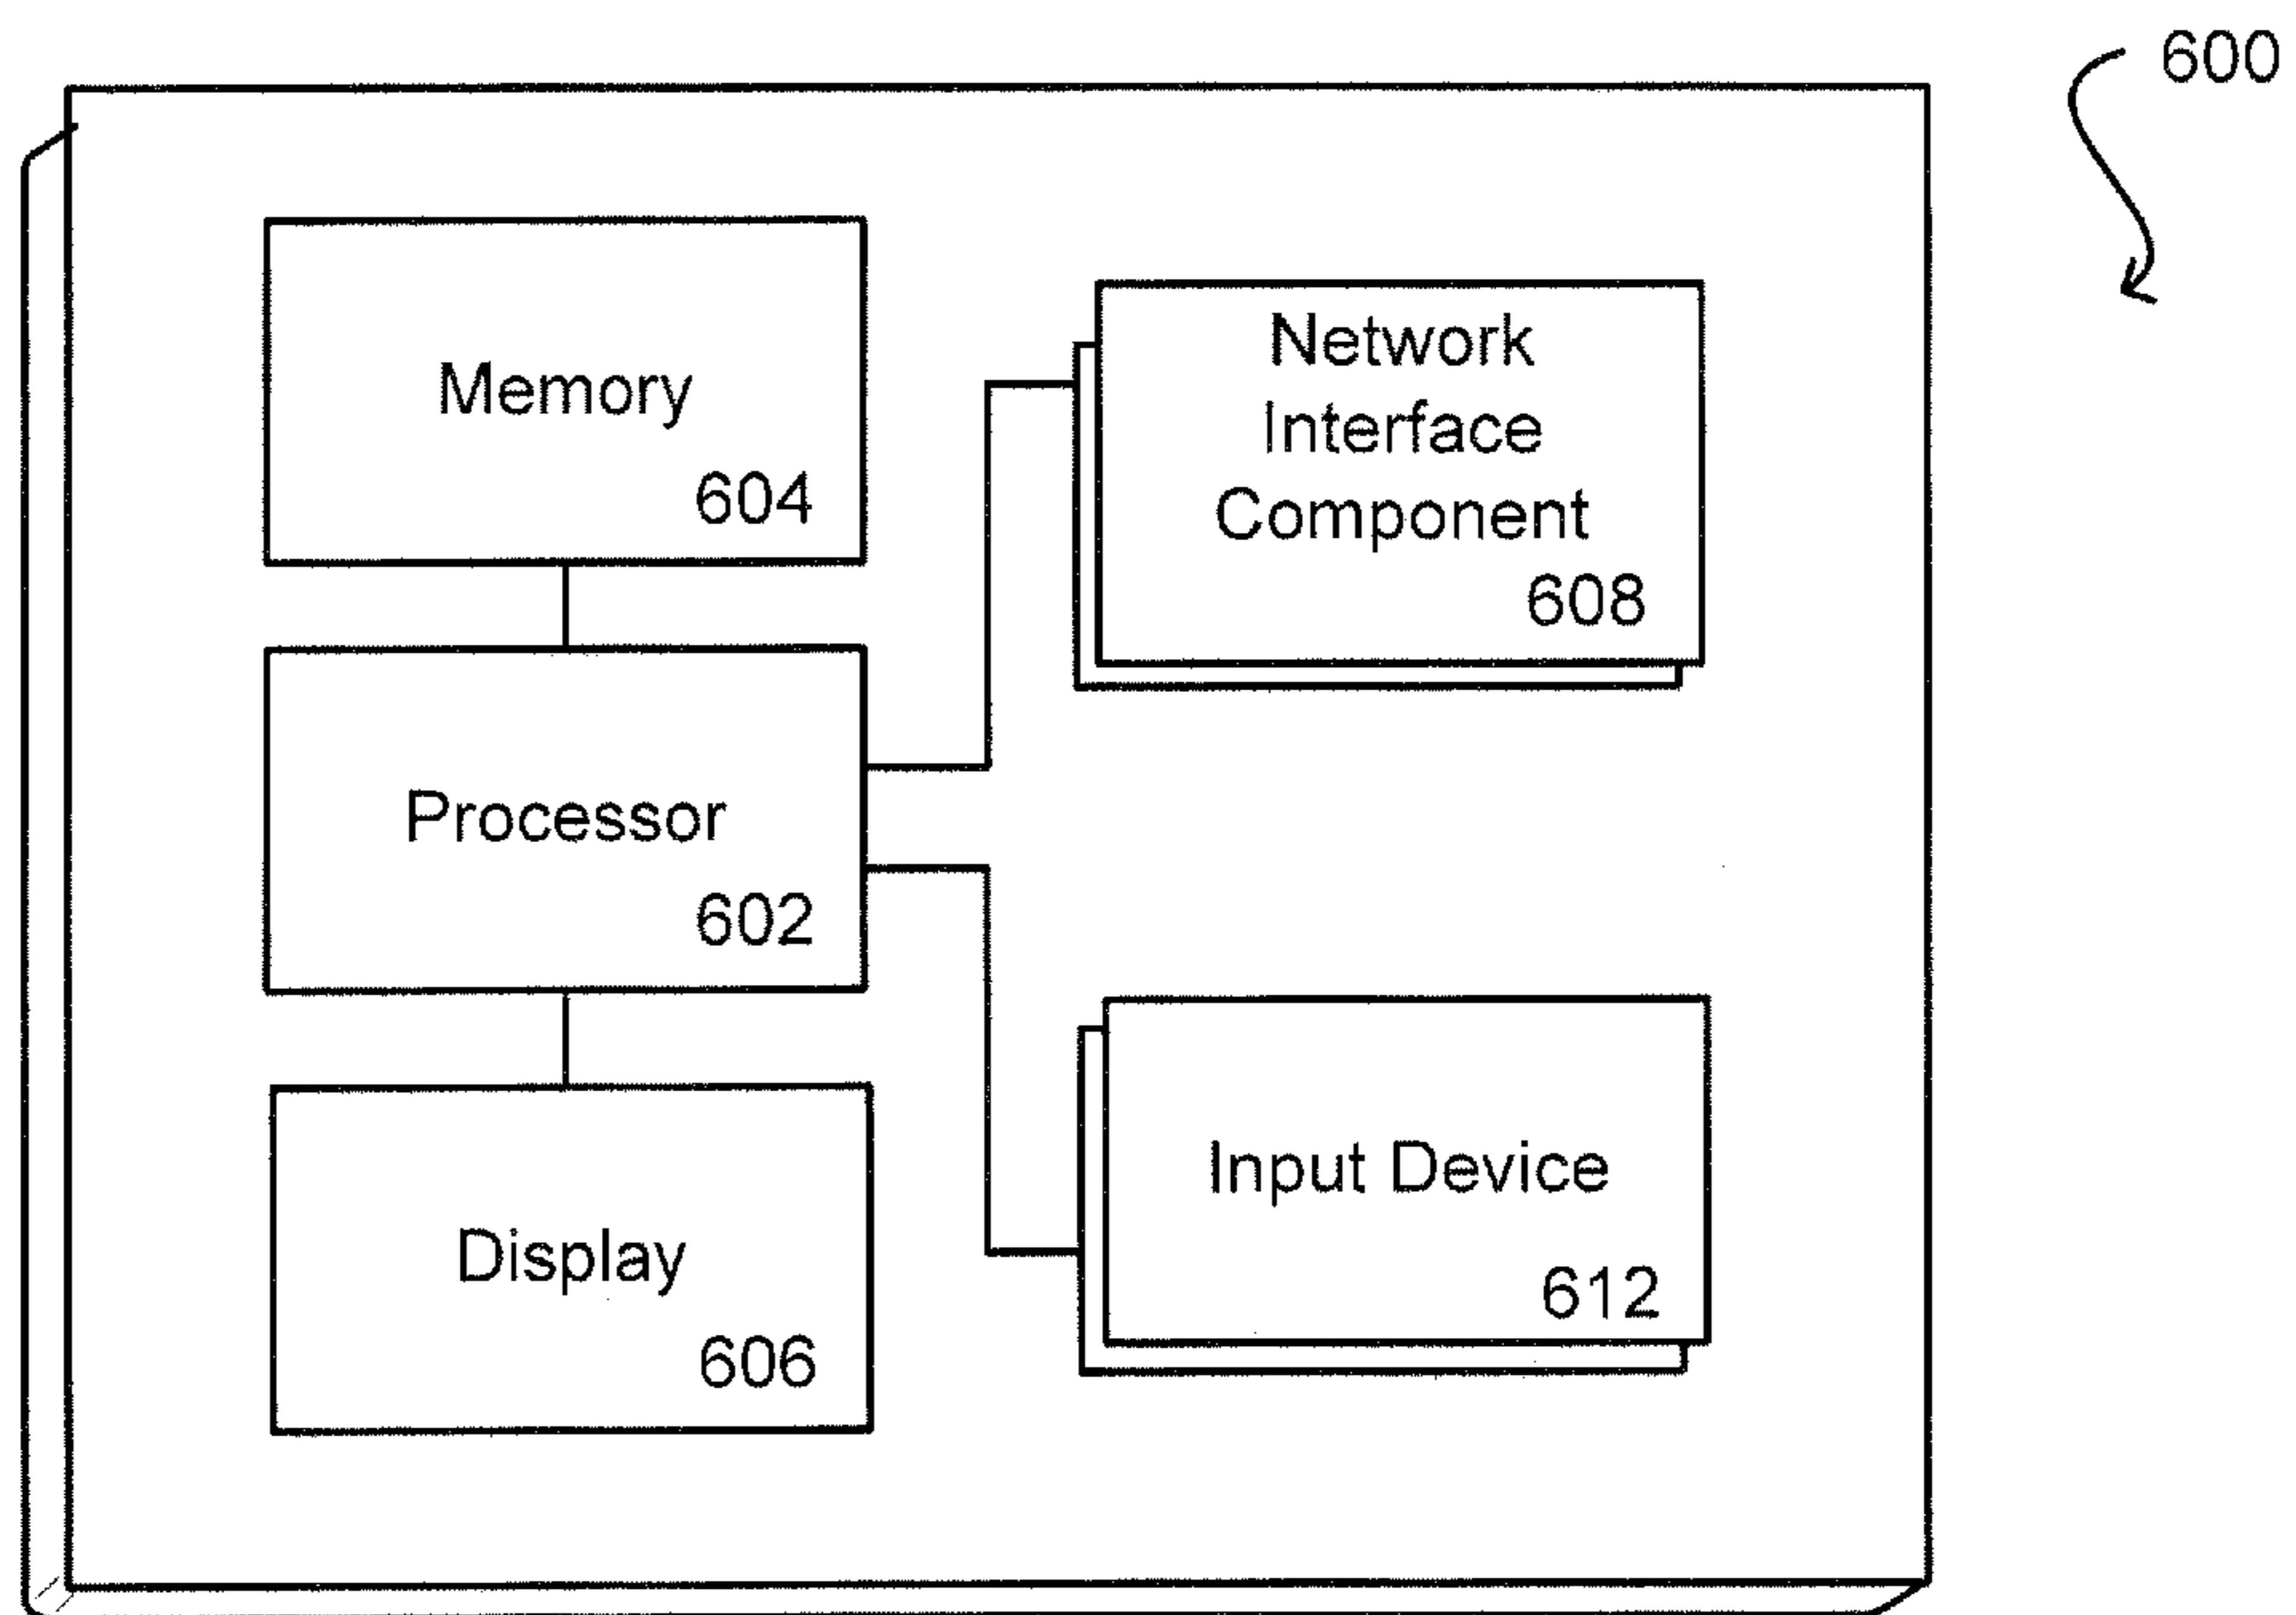 600
Memory
604
Network
Interface
Component
608
Processor
602
Input Device
612
Display
606